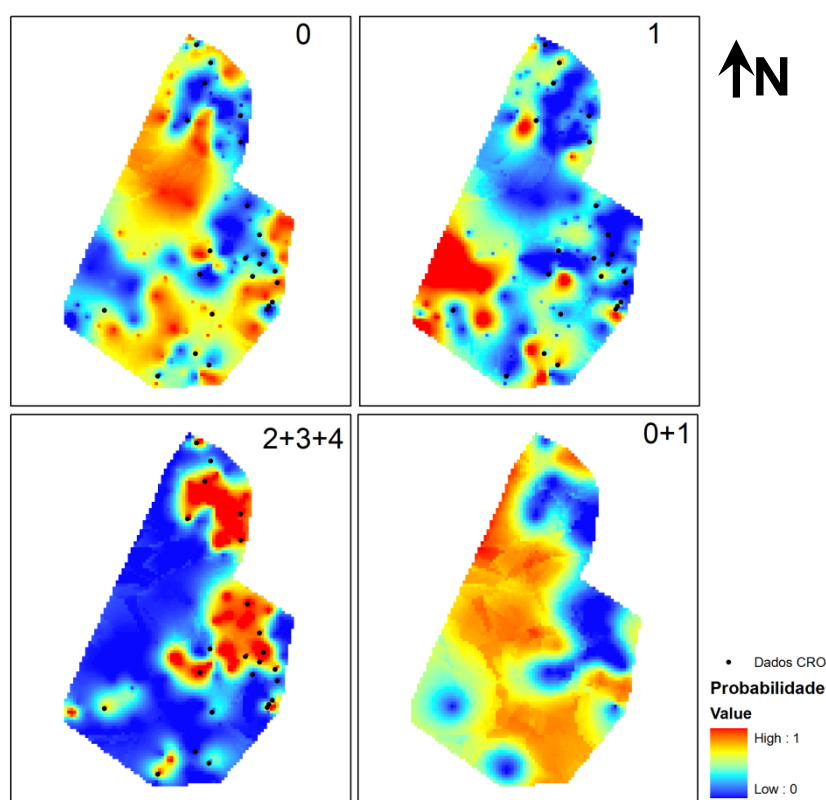 0
1
N
2+3+4
0+1
Dados CRO
Probabilidade
Value
High : 1
Low : 0